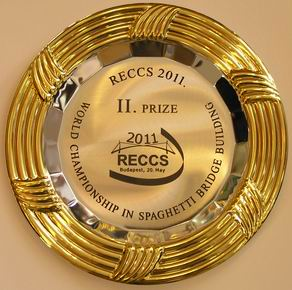 RECCS 2011.
II. PRIZE
2011
RECCS
Budapest, 20. May
WORLD CHAMPIONSHIP IN SPAGHETTI BRIDGE BUILDING